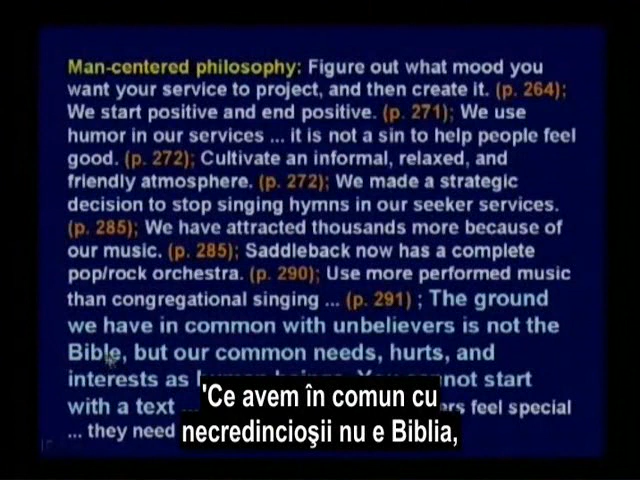 Man-centered philosophy: Figure out what mood you
want your service to project, and then create it. (p. 264);
We start positive and end positive. (p. 271); We use
humor in our services ... it is not a sin to help people feel
good. (p. 272); Cultivate an informal, relaxed, and
friendly atmosphere. (p. 272); We made a strategic
decision to stop singing hymns in our seeker services.
(p. 285); We have attracted thousands more because of
our music. (p. 285); Saddleback now has a complete
pop/rock orchestra. (p. 290); Use more performed music
than congregational singing ... (p. 291) ; The ground
we have in common with unbelievers is not the
Bible, but our common needs, hurts, and
interests as start
with a text ... feel special
... they need
'Ce avem în comun cu
necredincioşii nu e Biblia,